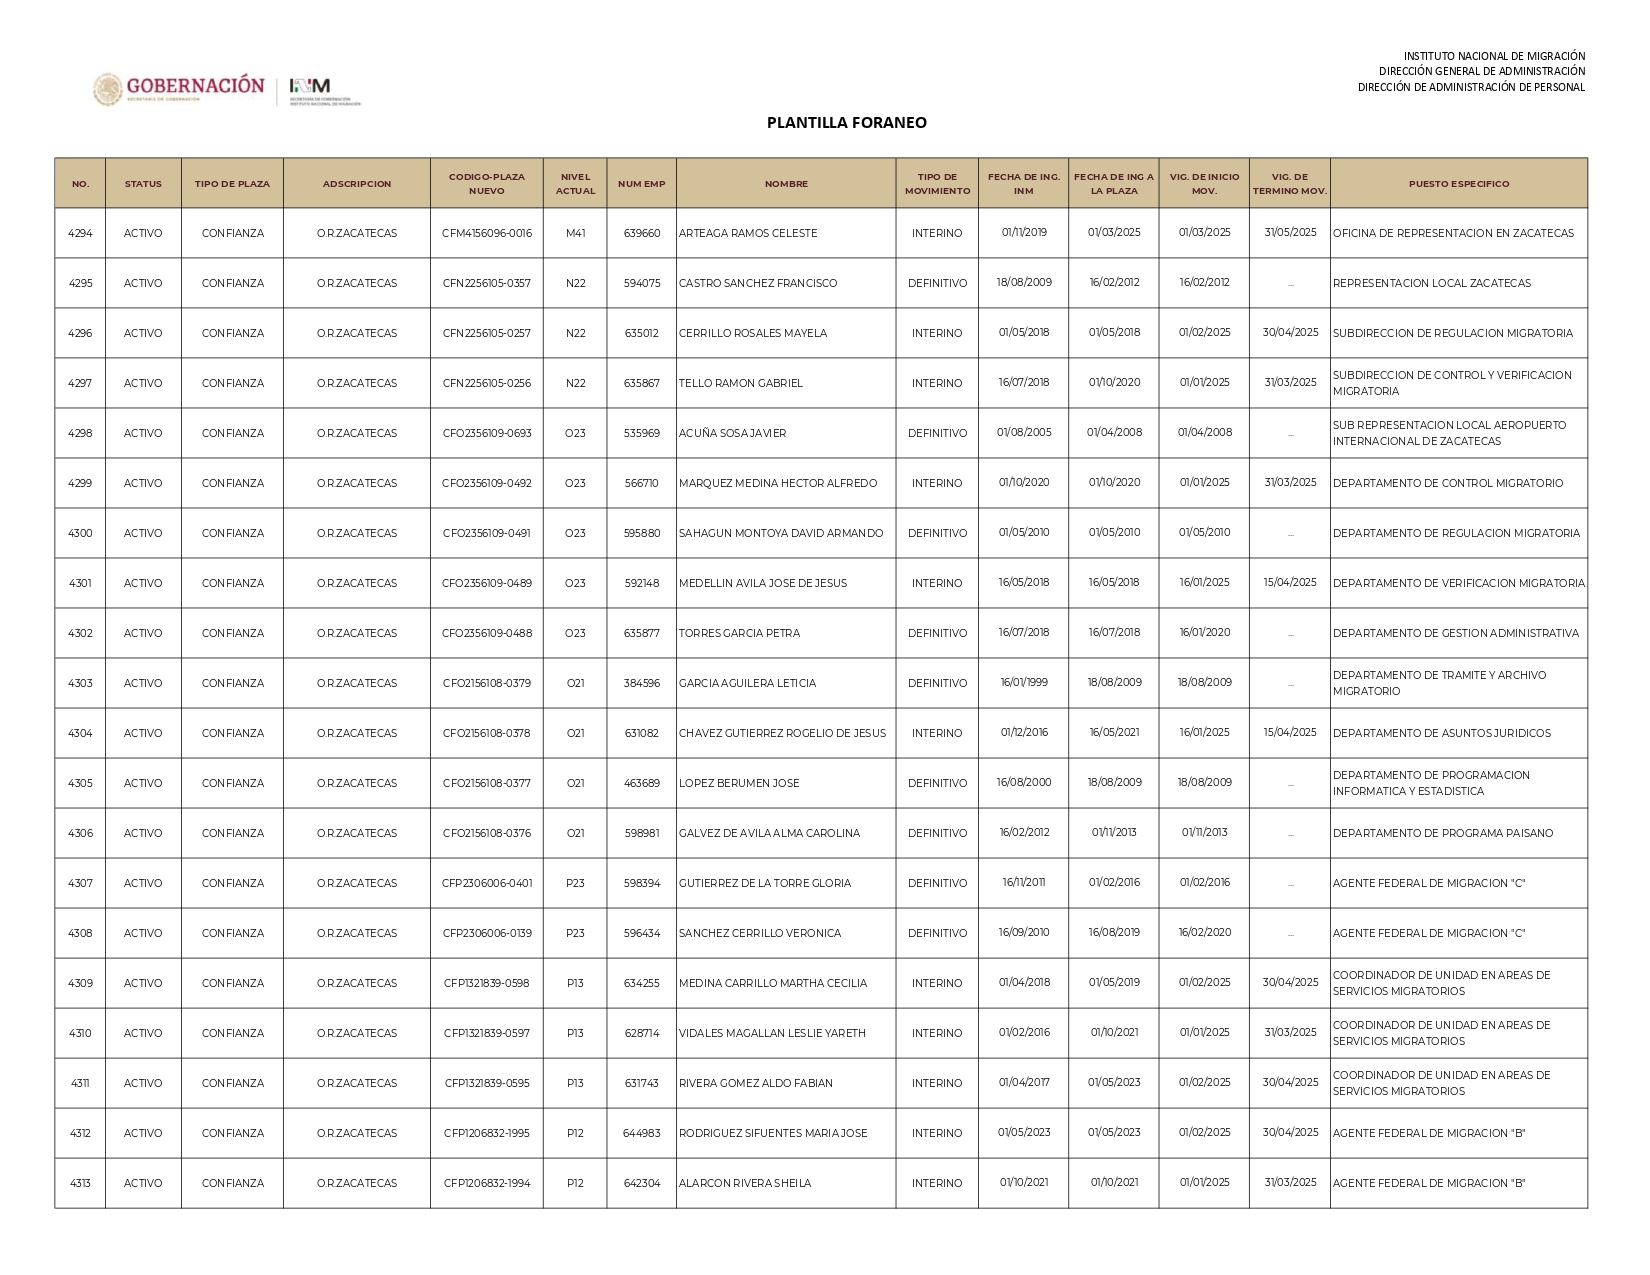 INSTITUTO NACIONAL DE MIGRACIÓN
DIRECCIÓN GENERAL DE ADMINISTRACIÓN
DIRECCIÓN DE ADMINISTRACIÓN DE PERSONAL
GOBERNACIÓN
SECRETARÍA DE GOBERNACIÓN
INM
SECRETARÍA DE GOBERNACIÓN
INSTITUTO NACIONAL DE MIGRACIÓN
PLANTILLA FORANEO
NO. STATUS TIPO DE PLAZA ADSCRIPCION CODIGO-PLAZA NUEVO NIVEL ACTUAL NUM EMP NOMBRE TIPO DE MOVIMIENTO FECHA DE ING. INM FECHA DE ING A LA PLAZA VIG. DE INICIO MOV. VIG. DE TERMINO MOV. PUESTO ESPECIFICO
4294 ACTIVO CONFIANZA O.R.ZACATECAS CFM4156096-0016 M41 639660 ARTEAGA RAMOS CELESTE INTERINO 01/11/2019 01/03/2025 01/03/2025 31/05/2025 OFICINA DE REPRESENTACION EN ZACATECAS
4295 ACTIVO CONFIANZA O.R.ZACATECAS CFN2256105-0357 N22 594075 CASTRO SANCHEZ FRANCISCO DEFINITIVO 18/08/2009 16/02/2012 16/02/2012 ... REPRESENTACION LOCAL ZACATECAS
4296 ACTIVO CONFIANZA O.R.ZACATECAS CFN2256105-0257 N22 635012 CERRILLO ROSALES MAYELA INTERINO 01/05/2018 01/05/2018 01/02/2025 30/04/2025 SUBDIRECCION DE REGULACION MIGRATORIA
4297 ACTIVO CONFIANZA O.R.ZACATECAS CFN2256105-0256 N22 635867 TELLO RAMON GABRIEL INTERINO 16/07/2018 01/10/2020 01/01/2025 31/03/2025 SUBDIRECCION DE CONTROL Y VERIFICACION MIGRATORIA
4298 ACTIVO CONFIANZA O.R.ZACATECAS CFO2356109-0693 O23 535969 ACUÑA SOSA JAVIER DEFINITIVO 01/08/2005 01/04/2008 01/04/2008 ... SUB REPRESENTACION LOCAL AEROPUERTO INTERNACIONAL DE ZACATECAS
4299 ACTIVO CONFIANZA O.R.ZACATECAS CFO2356109-0492 O23 566710 MARQUEZ MEDINA HECTOR ALFREDO INTERINO 01/10/2020 01/10/2020 01/01/2025 31/03/2025 DEPARTAMENTO DE CONTROL MIGRATORIO
4300 ACTIVO CONFIANZA O.R.ZACATECAS CFO2356109-0491 O23 595880 SAHAGUN MONTOYA DAVID ARMANDO DEFINITIVO 01/05/2010 01/05/2010 01/05/2010 ... DEPARTAMENTO DE REGULACION MIGRATORIA
4301 ACTIVO CONFIANZA O.R.ZACATECAS CFO2356109-0489 O23 592148 MEDELLIN AVILA JOSE DE JESUS INTERINO 16/05/2018 16/05/2018 16/01/2025 15/04/2025 DEPARTAMENTO DE VERIFICACION MIGRATORIA
4302 ACTIVO CONFIANZA O.R.ZACATECAS CFO2356109-0488 O23 635877 TORRES GARCIA PETRA DEFINITIVO 16/07/2018 16/07/2018 16/01/2020 ... DEPARTAMENTO DE GESTION ADMINISTRATIVA
4303 ACTIVO CONFIANZA O.R.ZACATECAS CFO2156108-0379 O21 384596 GARCIA AGUILERA LETICIA DEFINITIVO 16/01/1999 18/08/2009 18/08/2009 ... DEPARTAMENTO DE TRAMITE Y ARCHIVO MIGRATORIO
4304 ACTIVO CONFIANZA O.R.ZACATECAS CFO2156108-0378 O21 631082 CHAVEZ GUTIERREZ ROGELIO DE JESUS INTERINO 01/12/2016 16/05/2021 16/01/2025 15/04/2025 DEPARTAMENTO DE ASUNTOS JURIDICOS
4305 ACTIVO CONFIANZA O.R.ZACATECAS CFO2156108-0377 O21 463689 LOPEZ BERUMEN JOSE DEFINITIVO 16/08/2000 18/08/2009 18/08/2009 ... DEPARTAMENTO DE PROGRAMACION INFORMATICA Y ESTADISTICA
4306 ACTIVO CONFIANZA O.R.ZACATECAS CFO2156108-0376 O21 598981 GALVEZ DE AVILA ALMA CAROLINA DEFINITIVO 16/02/2012 01/11/2013 01/11/2013 ... DEPARTAMENTO DE PROGRAMA PAISANO
4307 ACTIVO CONFIANZA O.R.ZACATECAS CFP2306006-0401 P23 598394 GUTIERREZ DE LA TORRE GLORIA DEFINITIVO 16/11/2011 01/02/2016 01/02/2016 ... AGENTE FEDERAL DE MIGRACION "C"
4308 ACTIVO CONFIANZA O.R.ZACATECAS CFP2306006-0139 P23 596434 SANCHEZ CERRILLO VERONICA DEFINITIVO 16/09/2010 16/08/2019 16/02/2020 ... AGENTE FEDERAL DE MIGRACION "C"
4309 ACTIVO CONFIANZA O.R.ZACATECAS CFP1321839-0598 P13 634255 MEDINA CARRILLO MARTHA CECILIA INTERINO 01/04/2018 01/05/2019 01/02/2025 30/04/2025 COORDINADOR DE UNIDAD EN AREAS DE SERVICIOS MIGRATORIOS
4310 ACTIVO CONFIANZA O.R.ZACATECAS CFP1321839-0597 P13 628714 VIDALES MAGALLAN LESLIE YARETH INTERINO 01/02/2016 01/10/2021 01/01/2025 31/03/2025 COORDINADOR DE UNIDAD EN AREAS DE SERVICIOS MIGRATORIOS
4311 ACTIVO CONFIANZA O.R.ZACATECAS CFP1321839-0595 P13 631743 RIVERA GOMEZ ALDO FABIAN INTERINO 01/04/2017 01/05/2023 01/02/2025 30/04/2025 COORDINADOR DE UNIDAD EN AREAS DE SERVICIOS MIGRATORIOS
4312 ACTIVO CONFIANZA O.R.ZACATECAS CFP1206832-1995 P12 644983 RODRIGUEZ SIFUENTES MARIA JOSE INTERINO 01/05/2023 01/05/2023 01/02/2025 30/04/2025 AGENTE FEDERAL DE MIGRACION "B"
4313 ACTIVO CONFIANZA O.R.ZACATECAS CFP1206832-1994 P12 642304 ALARCON RIVERA SHEILA INTERINO 01/10/2021 01/10/2021 01/01/2025 31/03/2025 AGENTE FEDERAL DE MIGRACION "B"